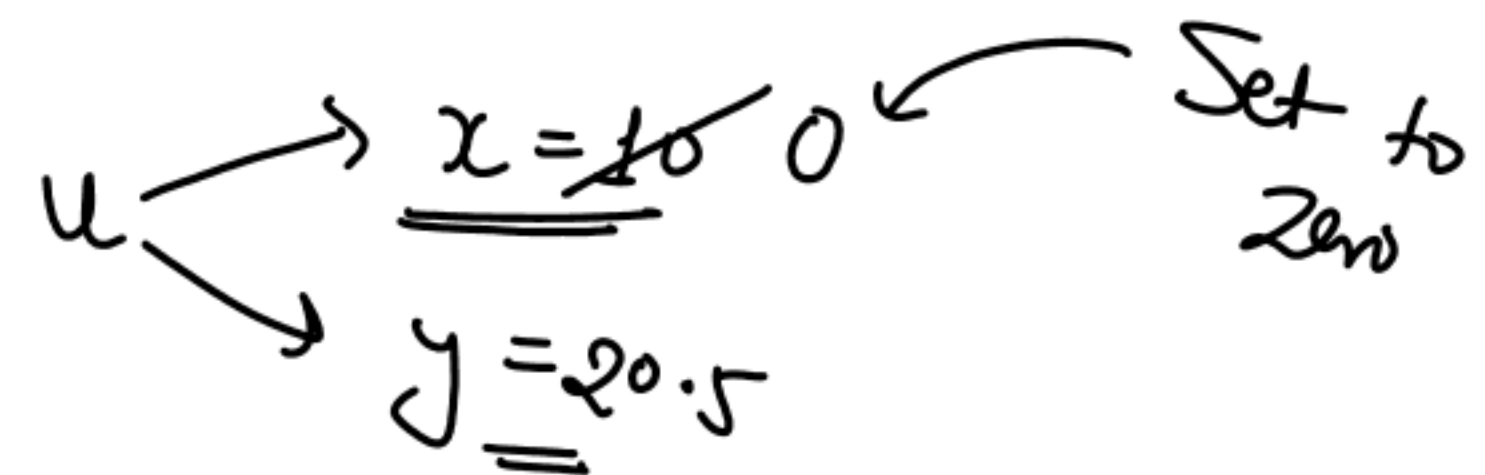 u
x = 10 0
Set to
Zero
y = 20.5